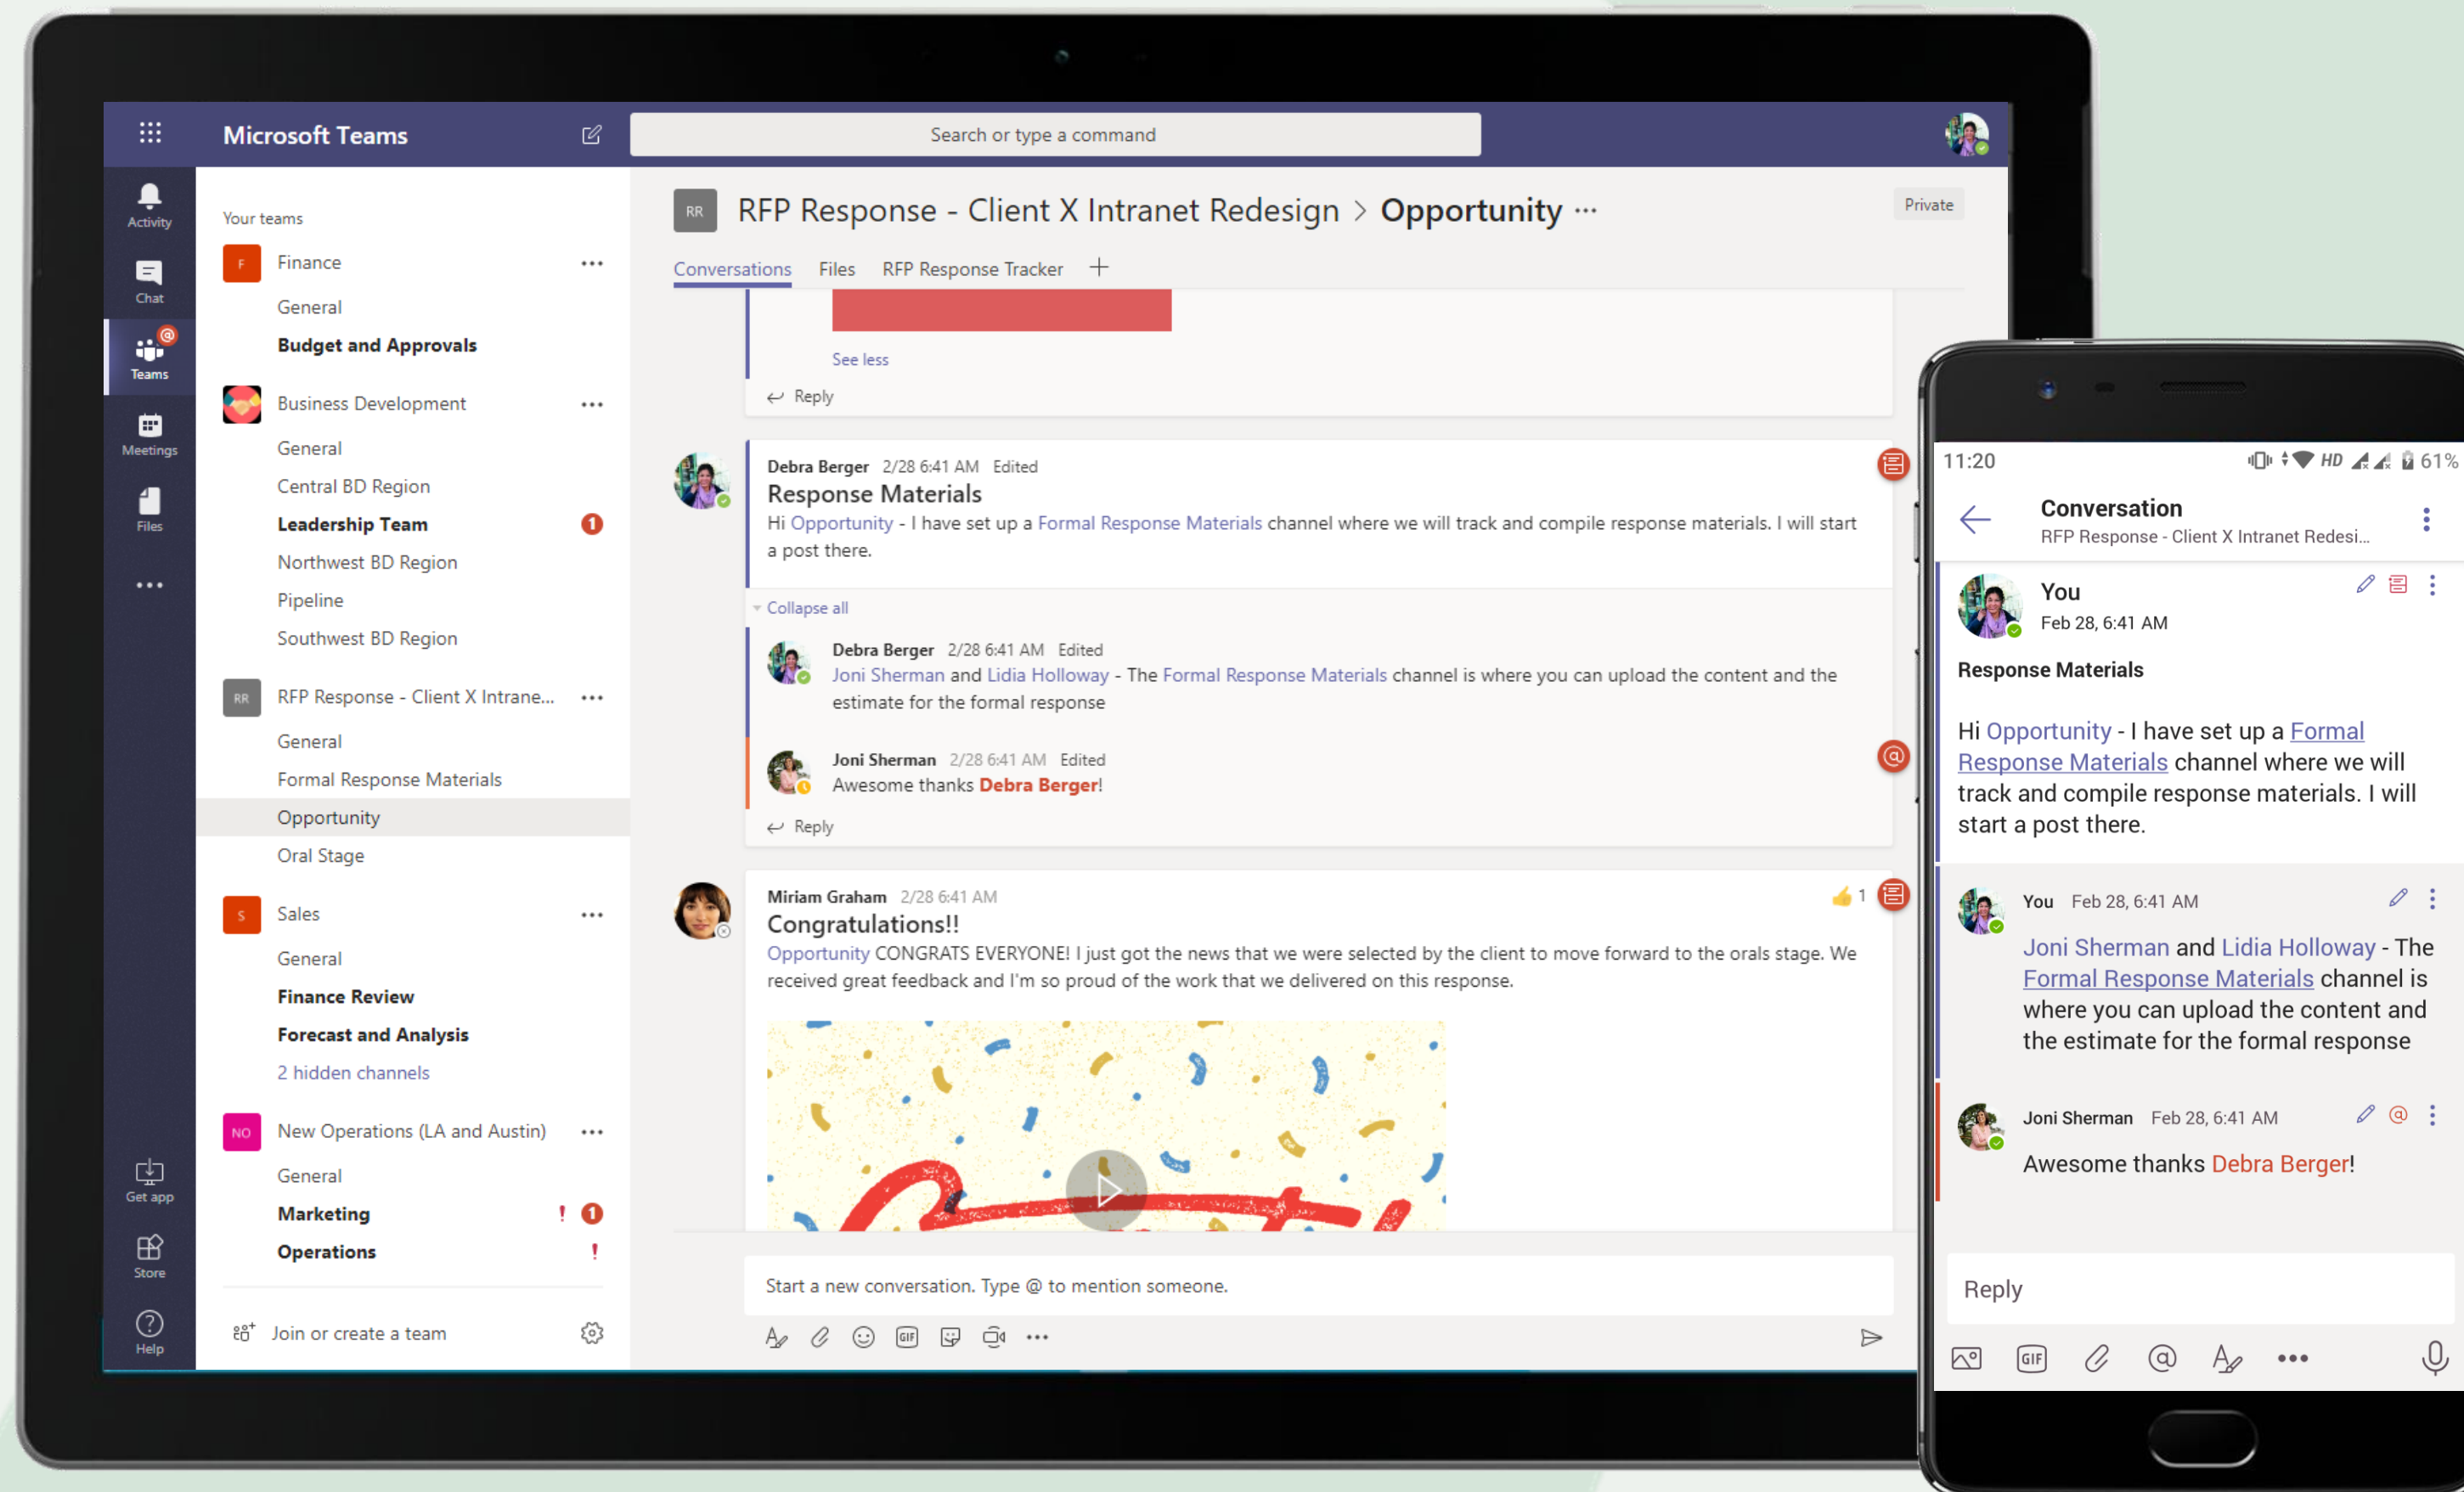 Microsoft Teams
Search or type a command
Activity
Chat
@
Teams
Meetings
Files
Get app
Store
Help
Your teams
F
Finance
General
Budget and Approvals
Business Development
General
Central BD Region
Leadership Team 1
Northwest BD Region
Pipeline
Southwest BD Region
RR
RFP Response - Client X Intrane...
General
Formal Response Materials
Opportunity
Oral Stage
S
Sales
General
Finance Review
Forecast and Analysis
2 hidden channels
NO
New Operations (LA and Austin)
General
Marketing ! 1
Operations !
Join or create a team
RR
RFP Response - Client X Intranet Redesign > Opportunity ...
Private
Conversations Files RFP Response Tracker +
See less
Reply
Debra Berger 2/28 6:41 AM Edited
Response Materials
Hi Opportunity - I have set up a Formal Response Materials channel where we will track and compile response materials. I will start
a post there.
Collapse all
Debra Berger 2/28 6:41 AM Edited
Joni Sherman and Lidia Holloway - The Formal Response Materials channel is where you can upload the content and the
estimate for the formal response
Joni Sherman 2/28 6:41 AM Edited
@
Awesome thanks Debra Berger!
Reply
Miriam Graham 2/28 6:41 AM
1
Congratulations!!
Opportunity CONGRATS EVERYONE! I just got the news that we were selected by the client to move forward to the orals stage. We
received great feedback and I'm so proud of the work that we delivered on this response.
Start a new conversation. Type @ to mention someone.
GIF
11:20 HD 61%
Conversation
RFP Response - Client X Intranet Redesi...
You
Feb 28, 6:41 AM
Response Materials
Hi Opportunity - I have set up a Formal
Response Materials channel where we will
track and compile response materials. I will
start a post there.
You Feb 28, 6:41 AM
Joni Sherman and Lidia Holloway - The
Formal Response Materials channel is
where you can upload the content and
the estimate for the formal response
Joni Sherman Feb 28, 6:41 AM @
Awesome thanks Debra Berger!
Reply
GIF @